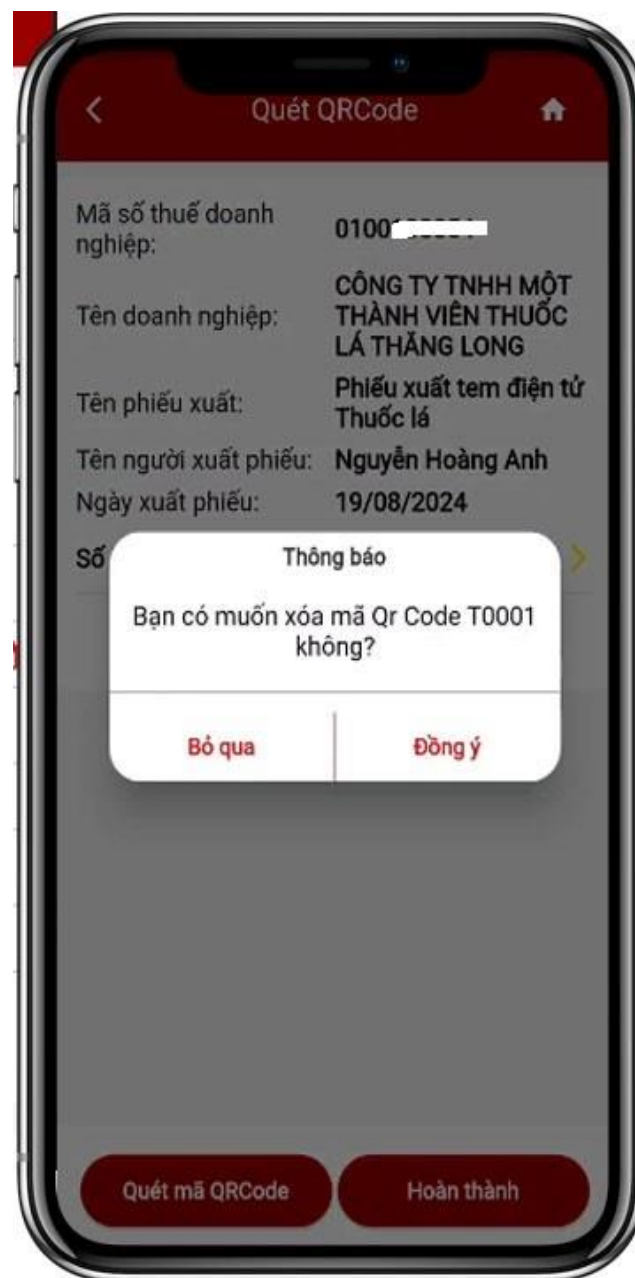 Quét QRCode
Mã số thuế doanh
nghiệp:
0100
Tên doanh nghiệp:
CÔNG TY TNHH MỘT
THÀNH VIÊN THUỐC
LÁ THĂNG LONG
Tên phiếu xuất:
Phiếu xuất tem điện tử
Thuốc lá
Tên người xuất phiếu: Nguyễn Hoàng Anh
Ngày xuất phiếu: 19/08/2024
Số
Thông báo
Bạn có muốn xóa mã Qr Code T0001
không?
Bỏ qua
Đồng ý
Quét mã QRCode
Hoàn thành